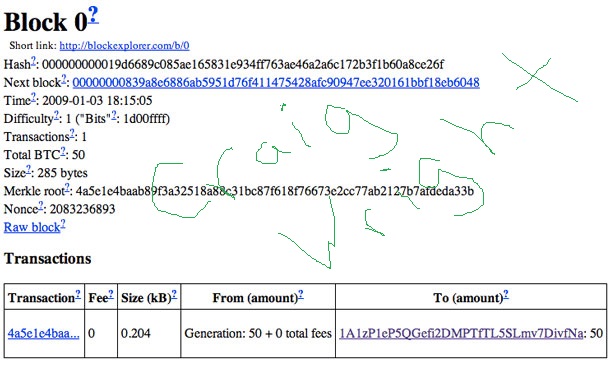 Block 0?
Short link: http://blockexplorer.com/b/0
Hash?: 000000000019d6689c085ae165831e934ff763ae46a2a6c172b3f1b60a8ce26f
Next block?: 00000000839a8e6886ab5951d76f411475428afc90947ee320161bbf18eb6048
Time?: 2009-01-03 18:15:05
Difficulty?: 1 ("Bits"?: 1d00ffff)
Transactions?: 1
Total BTC?: 50
Size?: 285 bytes
Merkle root?: 4a5e1e4baab89f3a32518a88c31bc87f618f76673e2cc77ab2127b7afdeda33b
Nonce?: 2083236893
Raw block?
Transactions
Transaction? Fee? Size (kB)? From (amount)? To (amount)?
4a5e1e4baa... 0 0.204 Generation: 50 + 0 total fees 1A1zP1eP5QGefi2DMPTfTL5SLmv7DivfNa: 50